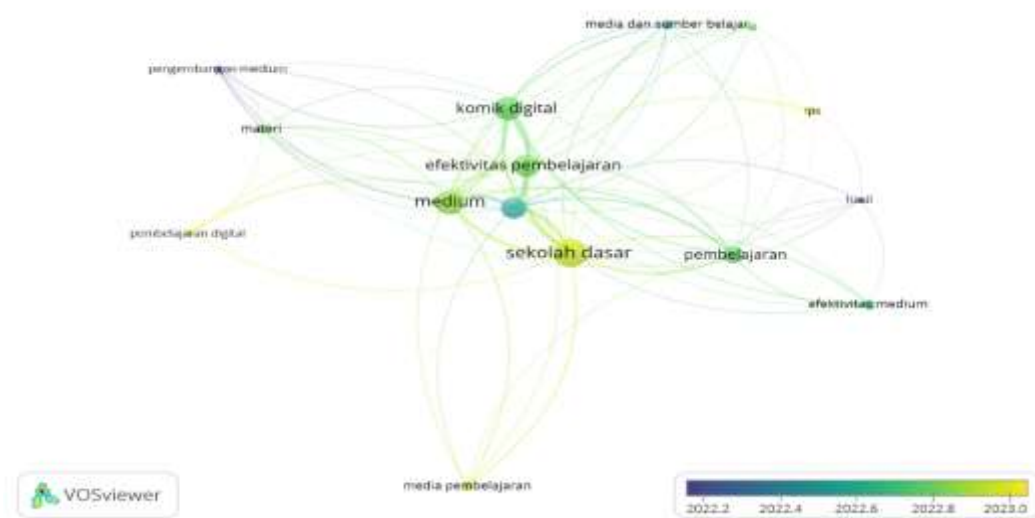 media dan sumber belajar
pengembangan medium
komik digital
ips
materi
efektivitas pembelajaran
medium
hasil
pembelajaran digital
sekolah dasar
pembelajaran
efektivitas medium
media pembelajaran
VOSviewer
2022.2 2022.4 2022.6 2022.8 2023.0